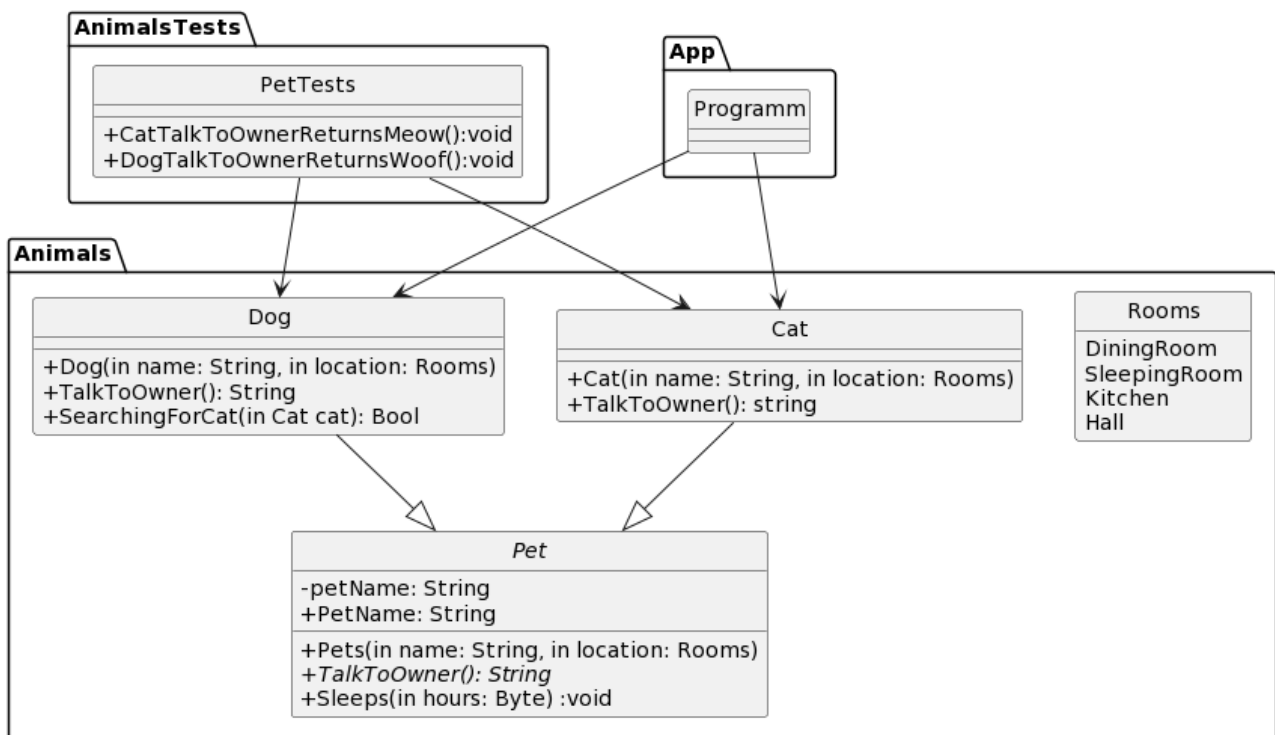 AnimalsTests
PetTests
+CatTalkToOwnerReturnsMeow():void
+DogTalkToOwnerReturnsWoof():void
App
Programm
Animals
Dog
+Dog(in name: String, in location: Rooms)
+TalkToOwner(): String
+SearchingForCat(in Cat cat): Bool
Cat
+Cat(in name: String, in location: Rooms)
+TalkToOwner(): string
Rooms
DiningRoom
SleepingRoom
Kitchen
Hall
Pet
-petName: String
+PetName: String
+Pets(in name: String, in location: Rooms)
+TalkToOwner(): String
+Sleeps(in hours: Byte) :void